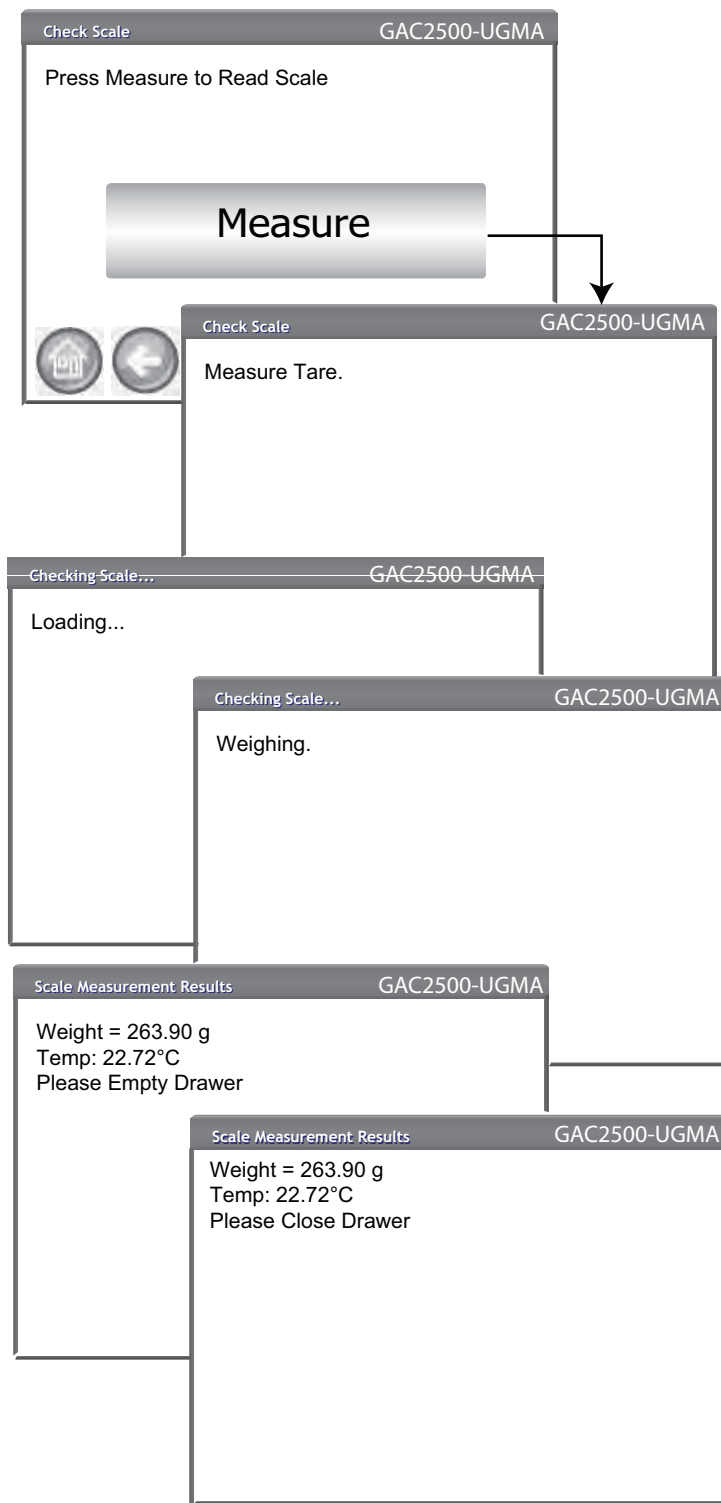 Check Scale GAC2500-UGMA
Press Measure to Read Scale
Measure
Check Scale GAC2500-UGMA
Measure Tare.
Checking Scale... GAC2500-UGMA
Loading...
Checking Scale... GAC2500-UGMA
Weighing.
Scale Measurement Results GAC2500-UGMA
Weight = 263.90 g
Temp: 22.72°C
Please Empty Drawer
Scale Measurement Results GAC2500-UGMA
Weight = 263.90 g
Temp: 22.72°C
Please Close Drawer